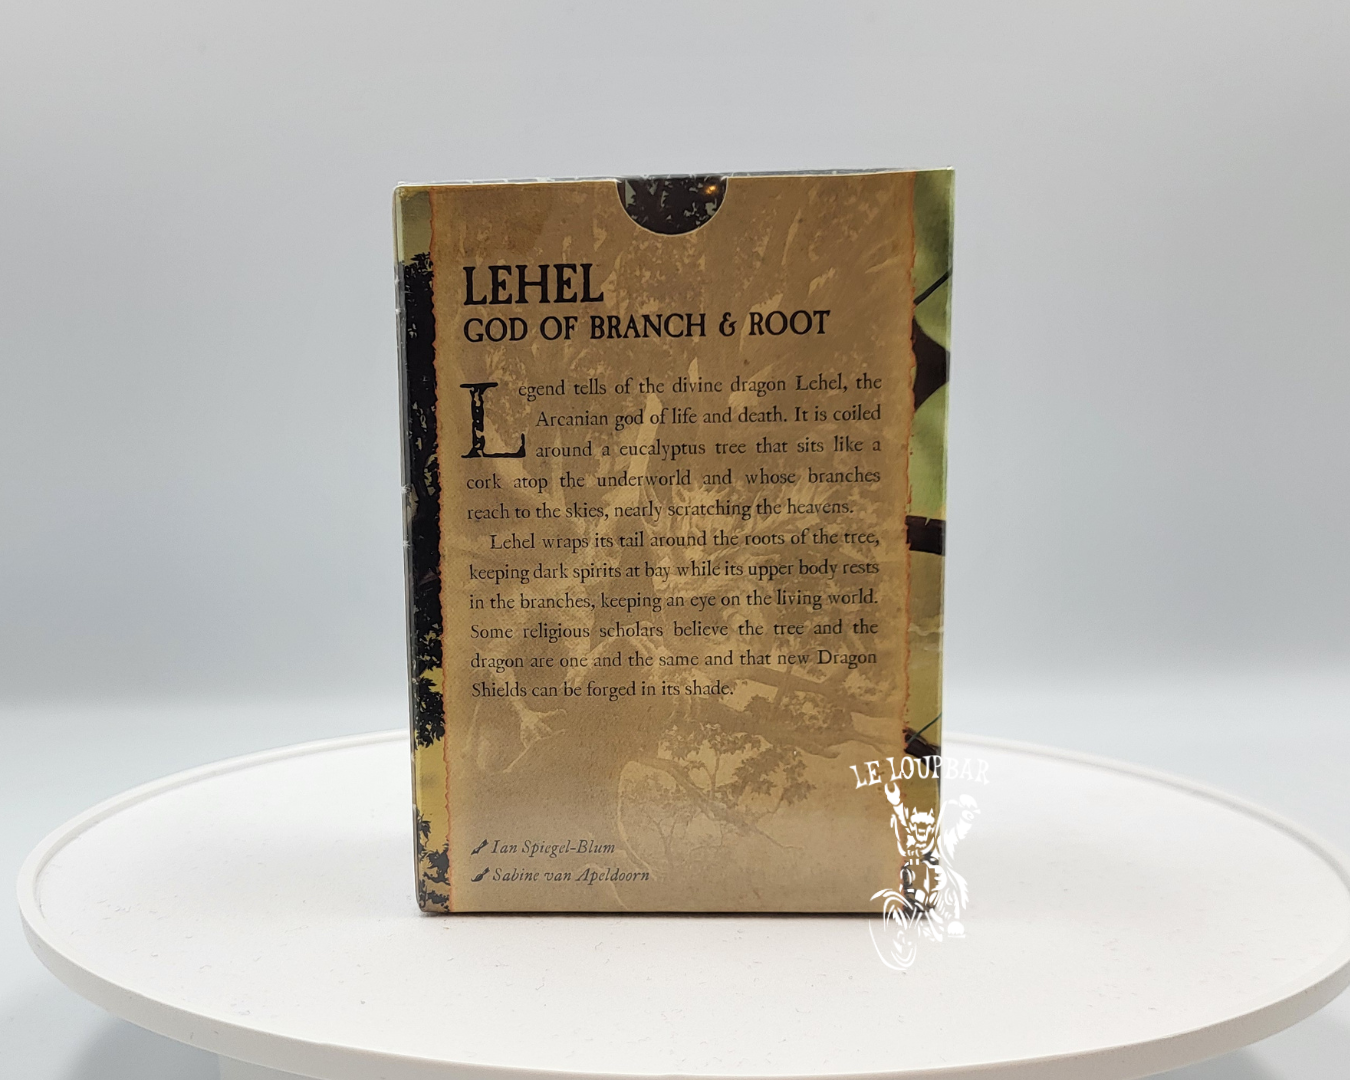 LEHEL
GOD OF BRANCH & ROOT
Legend tells of the divine dragon Lehel, the
Arcanian god of life and death. It is coiled
around a eucalyptus tree that sits like a
cork atop the underworld and whose branches
reach to the skies, nearly scratching the heavens.
Lehel wraps its tail around the roots of the tree,
keeping dark spirits at bay while its upper body rests
in the branches, keeping an eye on the living world.
Some religious scholars believe the tree and the
dragon are one and the same and that new Dragon
Shields can be forged in its shade.
LE LOUPBAR
Ian Spiegel-Blum
Sabine van Apeldoorn